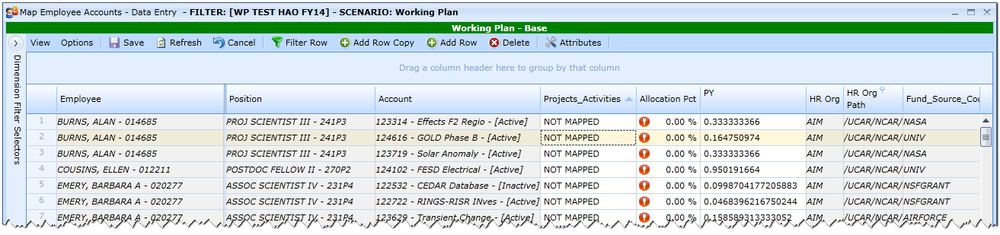 Map Employee Accounts - Data Entry - FILTER: [WP TEST HAO FY14] - SCENARIO: Working Plan
Working Plan - Base
View Options Save Refresh Cancel Filter Row Add Row Copy Add Row Delete Attributes
Dimension Filter Selectors
Drag a column header here to group by that column
Employee Position Account Projects_Activities Allocation Pct PY HR Org HR Org Path Fund_Source_Coo
1 BURNS, ALAN - 014685 PROJ SCIENTIST III - 241P3 123314 - Effects F2 Regio - [Active] NOT MAPPED 0.00 % 0.333333366 AIM /UCAR/NCAR/ NASA
2 BURNS, ALAN - 014685 PROJ SCIENTIST III - 241P3 124616 - GOLD Phase B - [Active] NOT MAPPED 0.00 % 0.164750974 AIM /UCAR/NCAR/ UNIV
3 BURNS, ALAN - 014685 PROJ SCIENTIST III - 241P3 123719 - Solar Anomaly - [Active] NOT MAPPED 0.00 % 0.333333366 AIM /UCAR/NCAR/ NASA
4 COUSINS, ELLEN - 012211 POSTDOC FELLOW II - 270P2 124102 - FESD Electrical - [Active] NOT MAPPED 0.00 % 0.950191664 AIM /UCAR/NCAR/ UNIV
5 EMERY, BARBARA A - 020277 ASSOC SCIENTIST IV - 231P4 122532 - CEDAR Database - [Inactive] NOT MAPPED 0.00 % 0.0998704177205883 AIM /UCAR/NCAR/ NSFGRANT
6 EMERY, BARBARA A - 020277 ASSOC SCIENTIST IV - 231P4 122722 - RINGS-RISR INves - [Active] NOT MAPPED 0.00 % 0.0468396216750244 AIM /UCAR/NCAR/ NSFGRANT
7 EMERY, BARBARA A - 020277 ASSOC SCIENTIST IV - 231P4 123629 - Transient Change - [Active] NOT MAPPED 0.00 % 0.158589313333052 AIM /UCAR/NCAR/ AIRFORCE